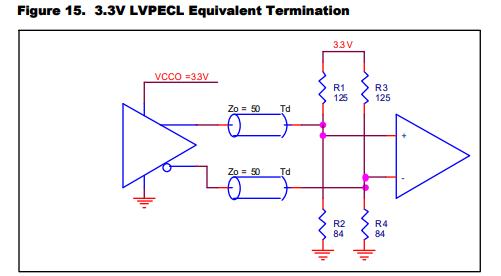 Figure 15. 3.3V LVPECL Equivalent Termination
3.3 V
VCCO =3.3V
R1
125
R3
125
Zo = 50 Td
+
Zo = 50 Td
-
R2
84
R4
84